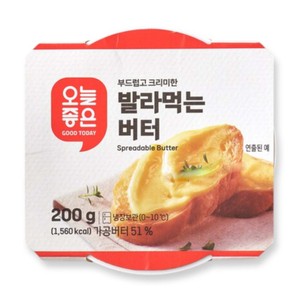 오늘
좋은
GOOD TODAY
부드럽고 크리미한
발라먹는
버터
Spreadable Butter
연출된 예
200 g
냉장보관(0~10℃)
(1,560 kcal) 가공버터 51 %